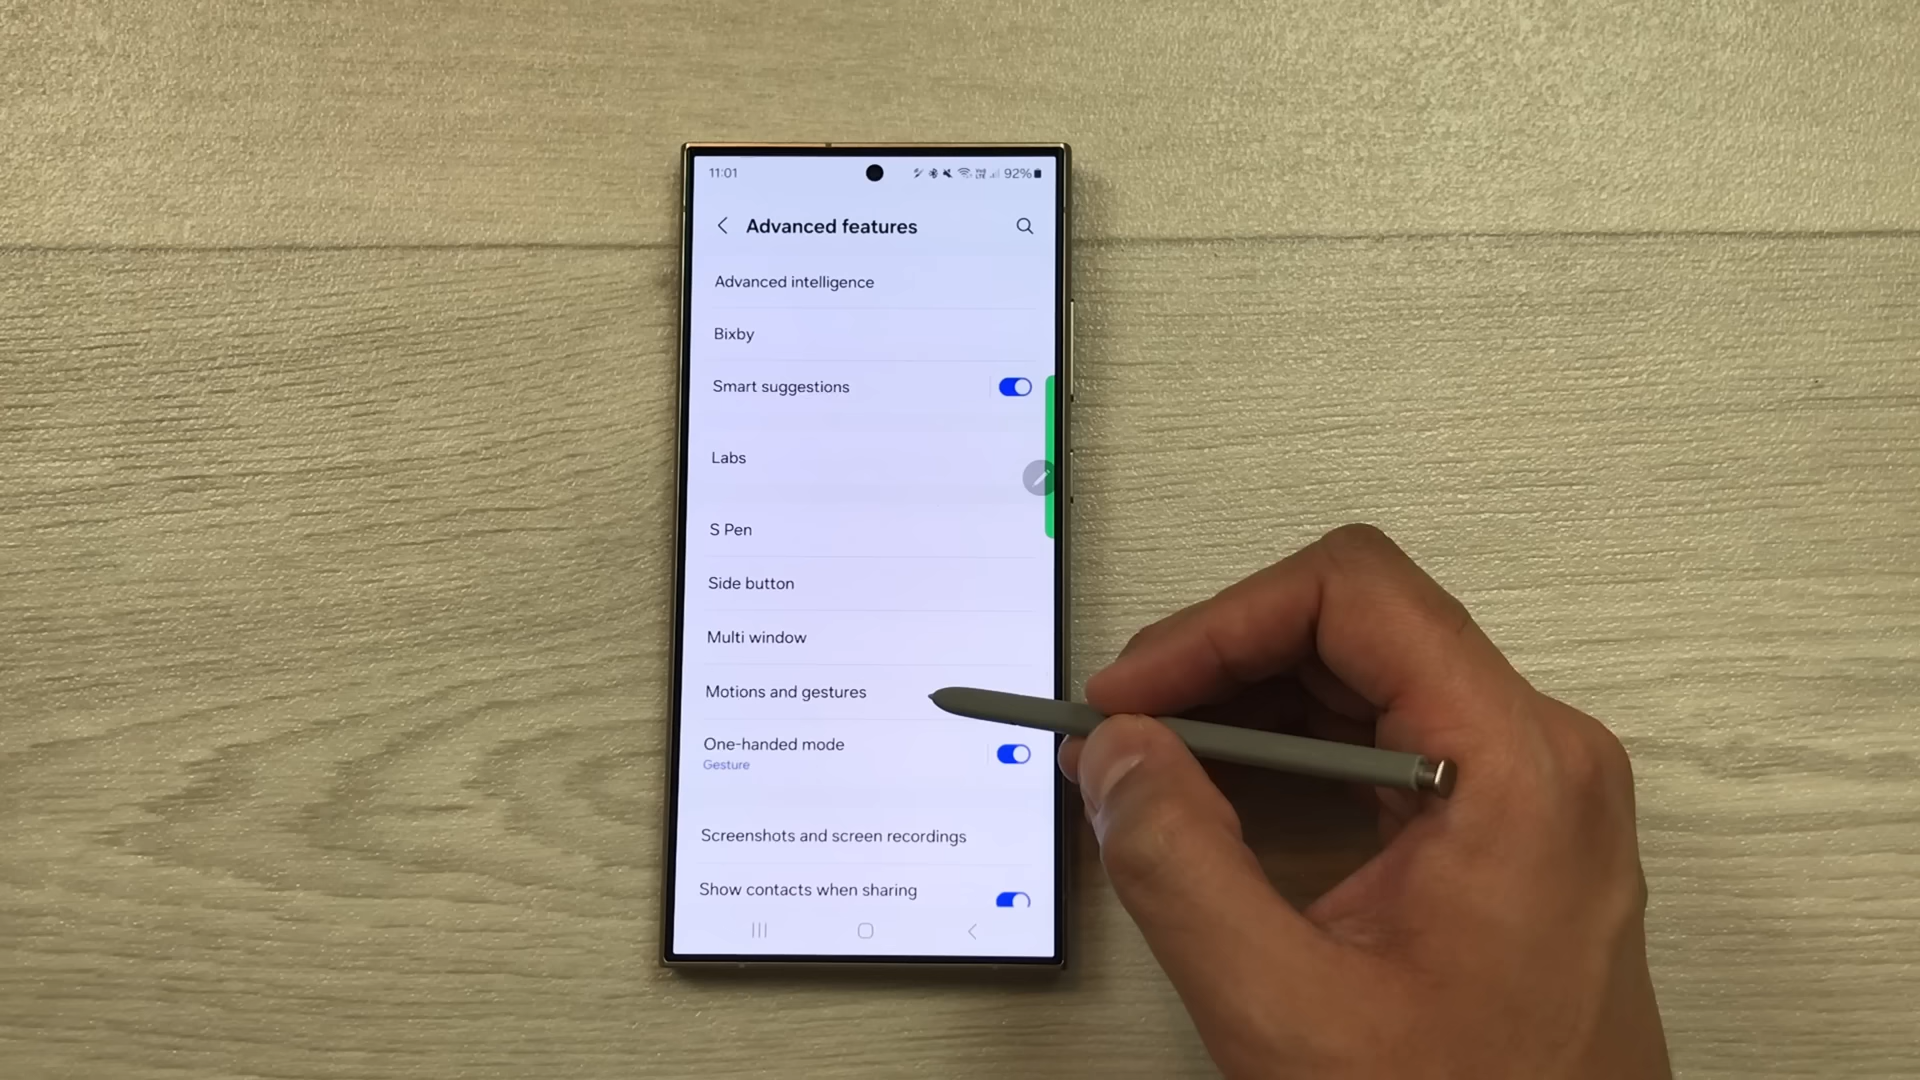 11:01
92%
Advanced features
Advanced intelligence
Bixby
Smart suggestions
Labs
S Pen
Side button
Multi window
Motions and gestures
One-handed mode
Gesture
Screenshots and screen recordings
Show contacts when sharing